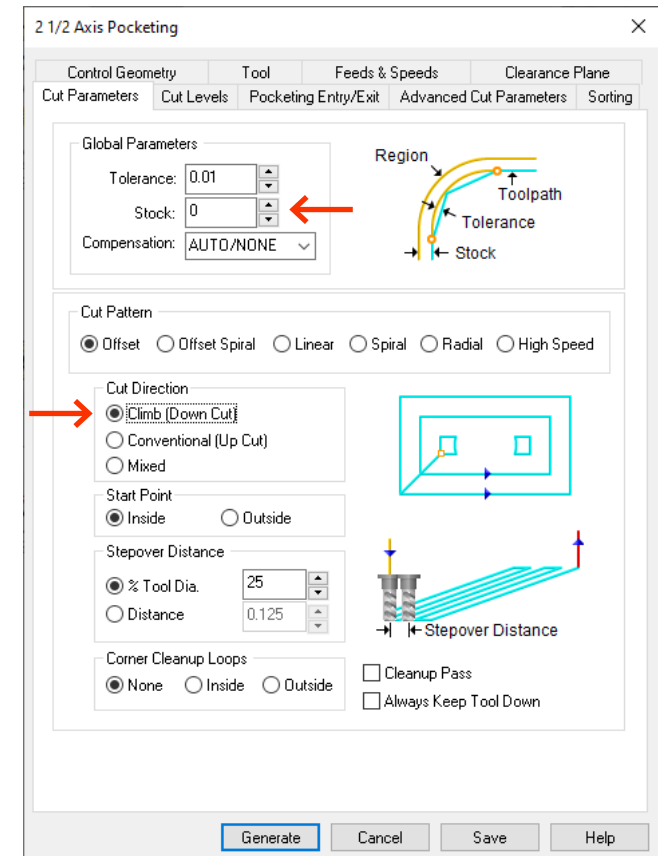 2 1/2 Axis Pocketing
Control Geometry Tool Feeds & Speeds Clearance Plane
Cut Parameters Cut Levels Pocketing Entry/Exit Advanced Cut Parameters Sorting
Global Parameters
Tolerance: 0.01
Stock: 0
Compensation: AUTO/NONE
Region
Toolpath
Tolerance
Stock
Cut Pattern
Offset Offset Spiral Linear Spiral Radial High Speed
Cut Direction
Climb (Down Cut)
Conventional (Up Cut)
Mixed
Start Point
Inside Outside
Stepover Distance
% Tool Dia. 25
Distance 0.125
Stepover Distance
Corner Cleanup Loops
None Inside Outside
Cleanup Pass
Always Keep Tool Down
Generate Cancel Save Help